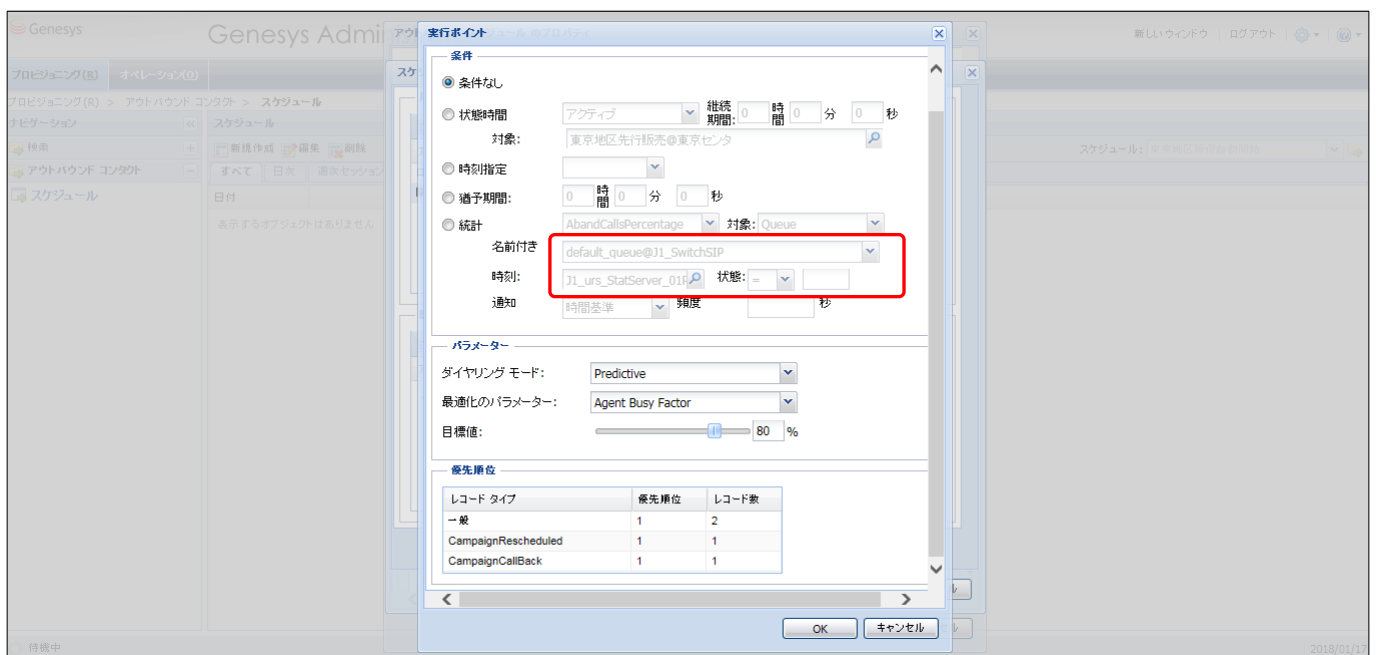 Genesys
Genesys Admi
新しいウィンドウ | ログアウト
プロビジョニング(R) オペレーション(O)
プロビジョニング(R) > アウトバウンド コンタクト > スケジュール
ナビゲーション
スケジュール
検索
新規作成 編集 削除
スケジュール:
アウトバウンド コンタクト
すべて 日次 週次セッション
スケジュール
日付
表示するオブジェクトはありません
実行ポイント
条件
条件なし
状態時間 アクティブ 継続期間: 0 時間 0 分 0 秒
対象: 東京地区先行販売@東京センタ
時刻指定
猶予期間: 0 時間 0 分 0 秒
統計 AbandCallsPercentage 対象: Queue
名前付き default_queue@J1_SwitchSIP
時刻: J1_urs_StatServer_01P 状態: =
通知 時間基準 頻度 秒
パラメーター
ダイヤリング モード: Predictive
最適化のパラメーター: Agent Busy Factor
目標値: 80 %
優先順位
レコード タイプ 優先順位 レコード数
一般 1 2
CampaignRescheduled 1 1
CampaignCallBack 1 1
OK キャンセル
待機中
2018/01/17